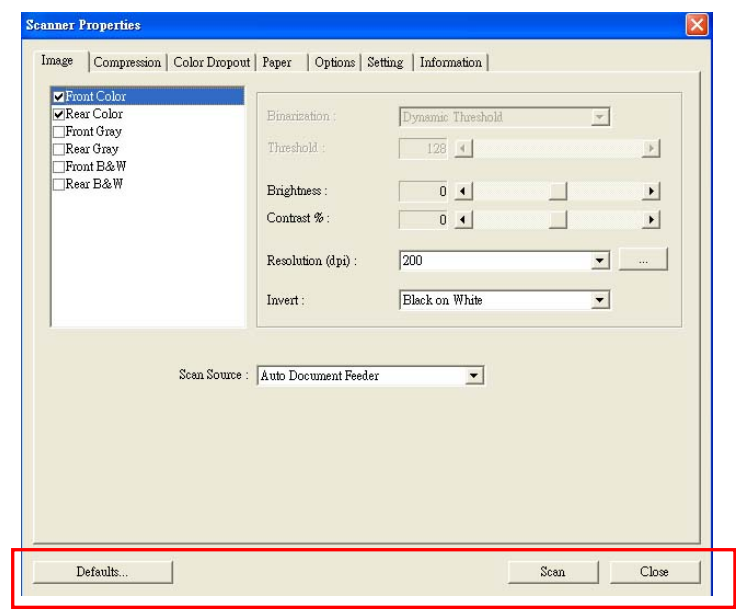 Scanner Properties
Image Compression Color Dropout Paper Options Setting Information
Front Color
Rear Color
Front Gray
Rear Gray
Front B&W
Rear B&W
Binarization : Dynamic Threshold
Threshold : 128
Brightness : 0
Contrast % : 0
Resolution (dpi) : 200 ...
Invert : Black on White
Scan Source : Auto Document Feeder
Defaults... Scan Close